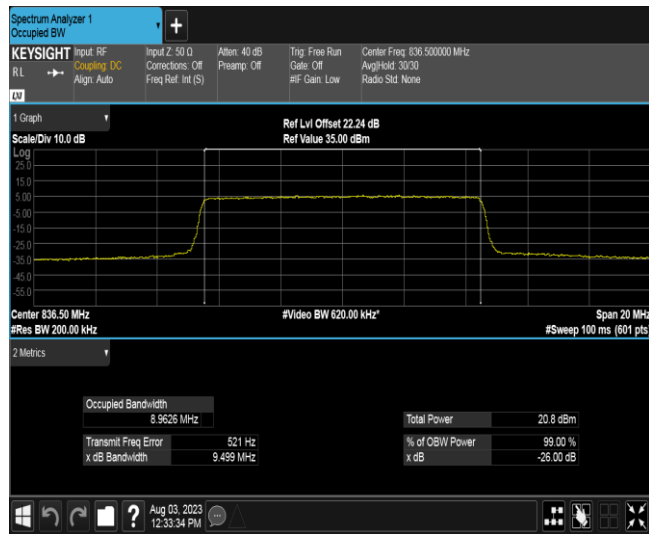 Spectrum Analyzer 1
Occupied BW
+
KEYSIGHT
RL
LXI
Input: RF
Coupling: DC
Align: Auto
Input Z: 50 Ω
Corrections: Off
Freq Ref: Int (S)
Atten: 40 dB
Preamp: Off
Trig: Free Run
Gate: Off
#IF Gain: Low
Center Freq: 836.500000 MHz
Avg|Hold: 30/30
Radio Std: None
1 Graph
Scale/Div 10.0 dB
Ref Lvl Offset 22.24 dB
Ref Value 35.00 dBm
Log
25.0
15.0
5.00
-5.00
-15.0
-25.0
-35.0
-45.0
-55.0
Center 836.50 MHz
#Res BW 200.00 kHz
#Video BW 620.00 kHz*
Span 20 MHz
#Sweep 100 ms (601 pts)
2 Metrics
Occupied Bandwidth
8.9626 MHz
Transmit Freq Error 521 Hz
x dB Bandwidth 9.499 MHz
Total Power 20.8 dBm
% of OBW Power 99.00 %
x dB -26.00 dB
?
Aug 03, 2023
12:33:34 PM